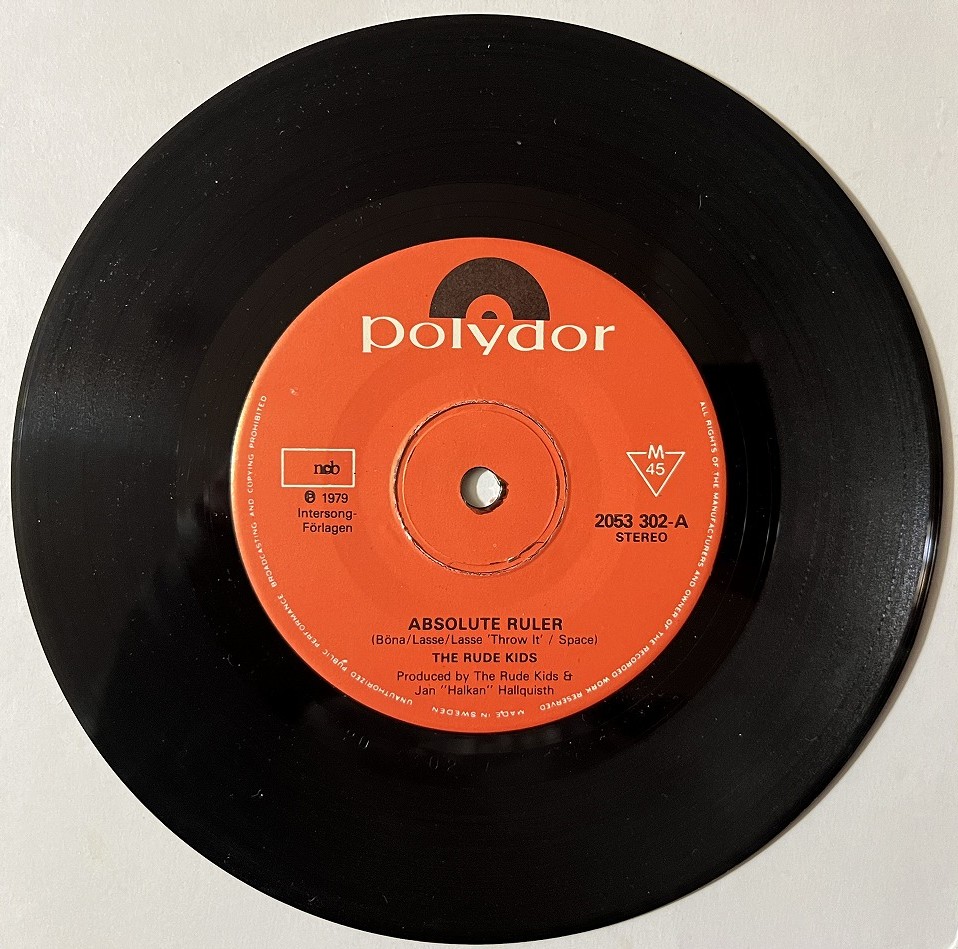 polydor
ncb
℗ 1979
Intersong-
Förlagen
M
45
2053 302-A
STEREO
ABSOLUTE RULER
(Böna/Lasse/Lasse 'Throw It' / Space)
THE RUDE KIDS
Produced by The Rude Kids &
Jan "Halkan" Hallquisth
ALL RIGHTS OF THE MANUFACTURERS AND OWNER OF THE RECORDED WORK RESERVED
MADE IN SWEDEN
UNAUTHORIZED PUBLIC PERFORMANCE BROADCASTING AND COPYING PROHIBITED